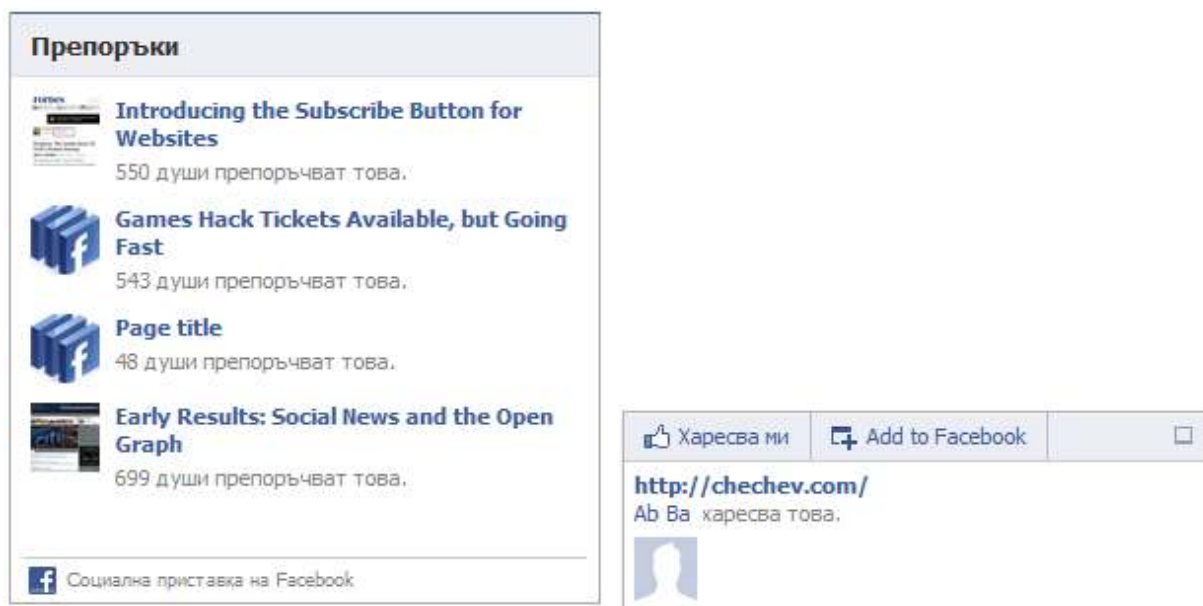 Препоръки
Introducing the Subscribe Button for
Websites
550 души препоръчват това.
Games Hack Tickets Available, but Going
Fast
543 души препоръчват това.
Page title
48 души препоръчват това.
Early Results: Social News and the Open
Graph
699 души препоръчват това.
Социална приставка на Facebook
Харесва ми
Add to Facebook
http://chechev.com/
Ab Ba харесва това.